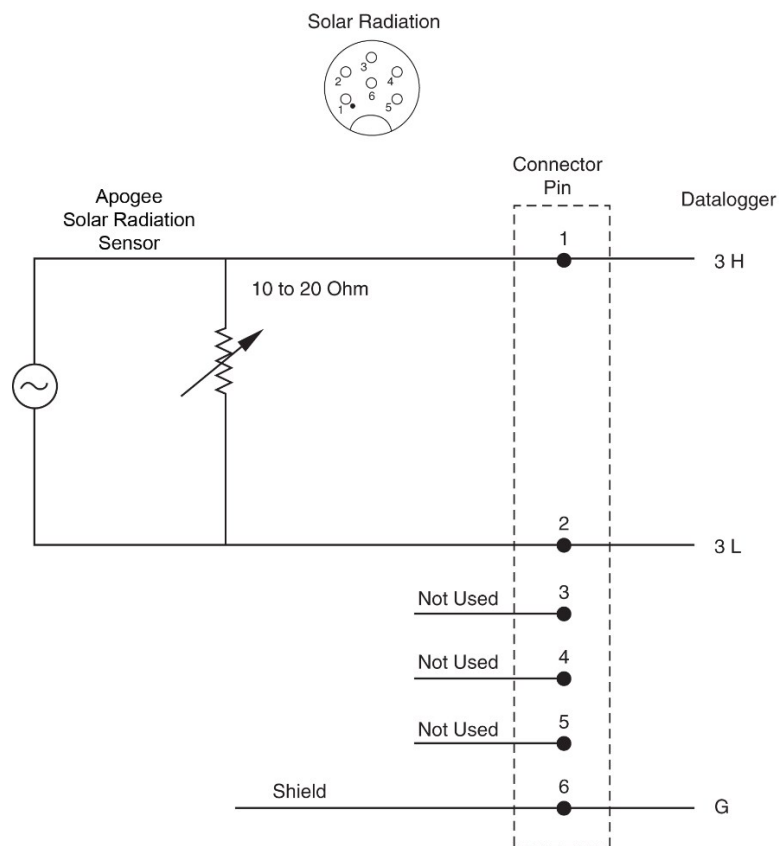 Solar Radiation
3
2
4
6
1
5
Connector
Pin
Apogee
Solar Radiation
Sensor
Datalogger
1
3 H
10 to 20 Ohm
2
3 L
Not Used
3
Not Used
4
Not Used
5
Shield
6
G